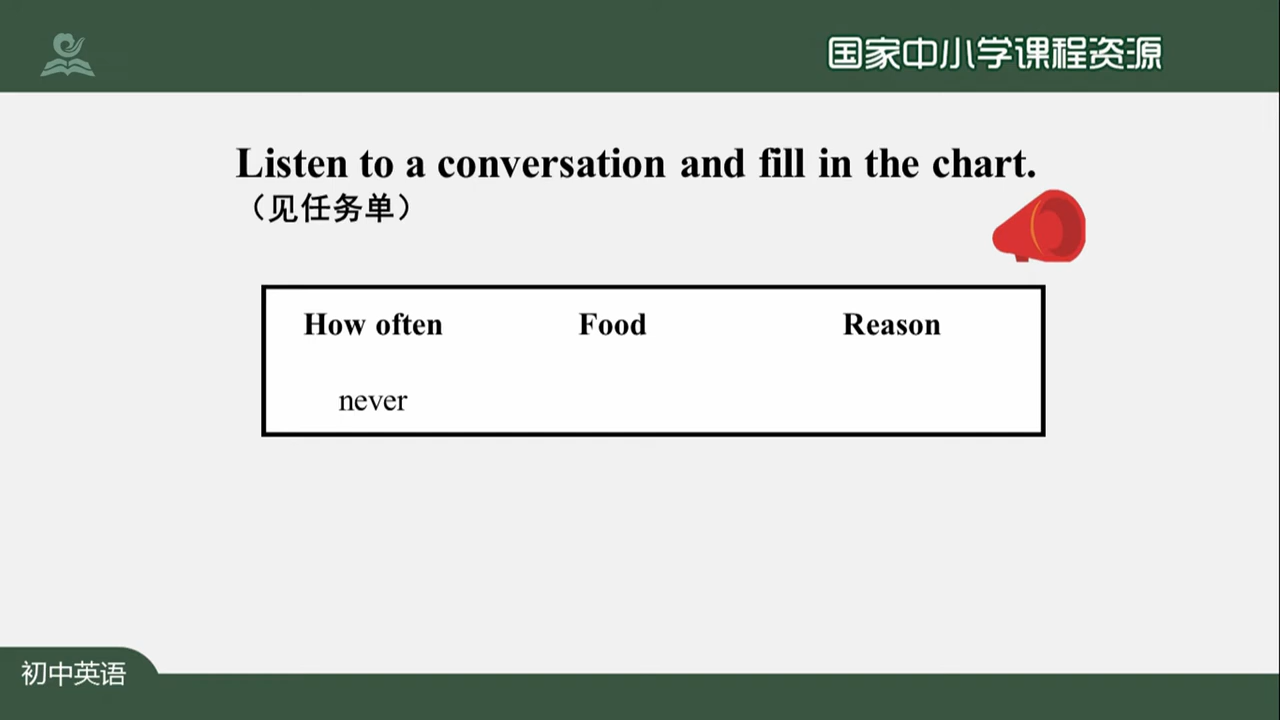 国家中小学课程资源
Listen to a conversation and fill in the chart.
（见任务单）
How often Food Reason
never
初中英语